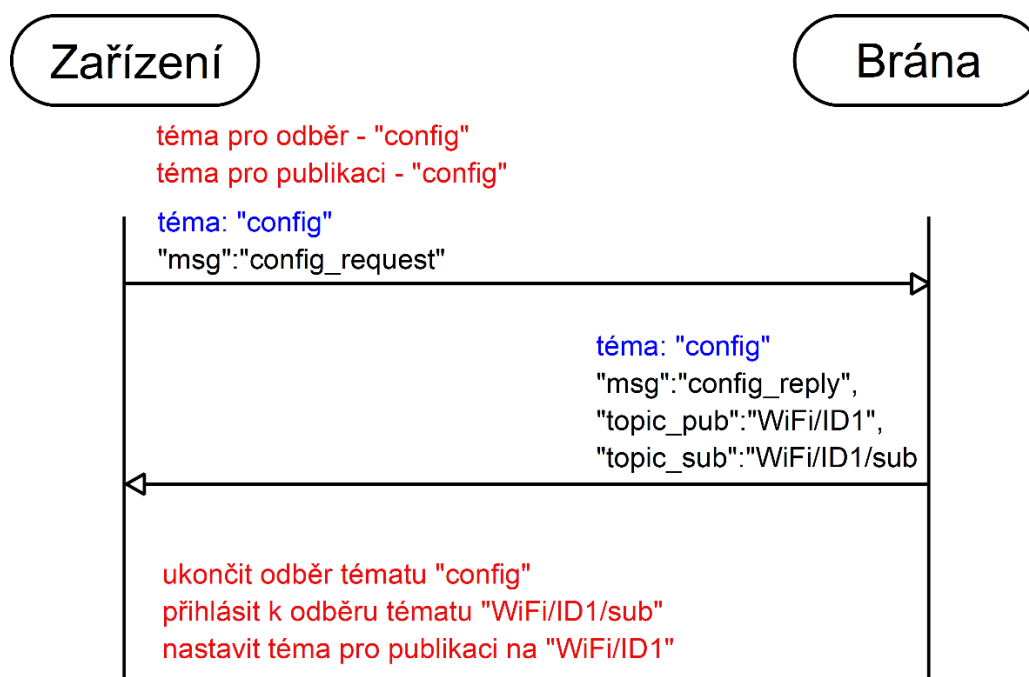 Zařízení
Brána
téma pro odběr - "config"
téma pro publikaci - "config"
téma: "config"
"msg":"config_request"
téma: "config"
"msg":"config_reply",
"topic_pub":"WiFi/ID1",
"topic_sub":"WiFi/ID1/sub
ukončit odběr tématu "config"
přihlásit k odběru tématu "WiFi/ID1/sub"
nastavit téma pro publikaci na "WiFi/ID1"